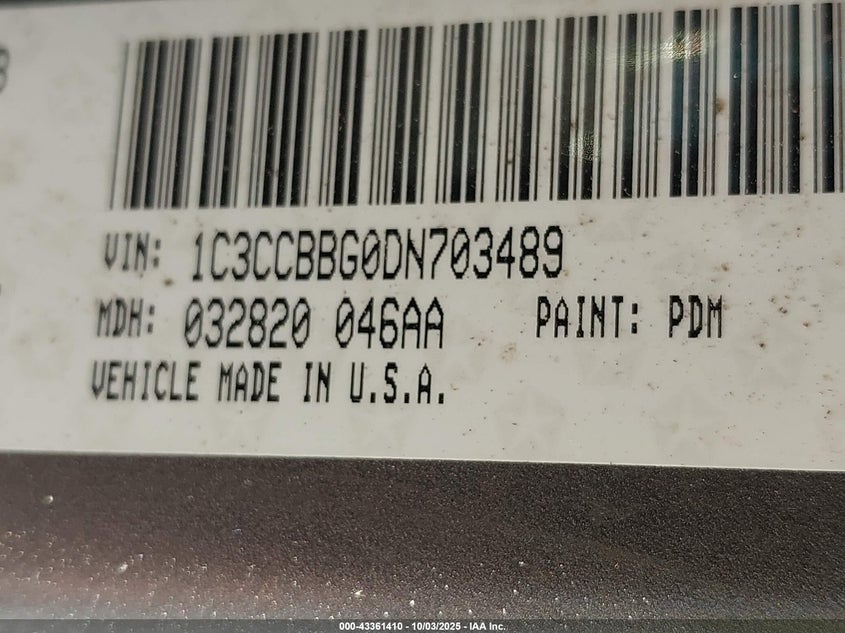 VIN: 1C3CCBBG0DN703489
MDH: 032820 046AA PAINT: PDM
VEHICLE MADE IN U.S.A.
000-43361410 - 10/03/2025 - IAA Inc.